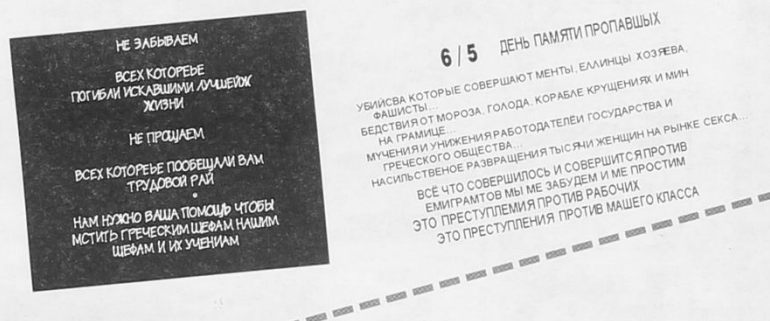 НЕ ЗАБЫВАЕМ
ВСЕХ КОТОРЕЬЕ
ПОГИБЛИ ИСКАВШИМИ ЛУЧШЕЙЖ
ЖИЗНИ
НЕ ПРОЩАЕМ
ВСЕХ КОТОРЕЬЕ ПООБЕЩАЛИ ВАМ
ТРУДОВОЙ РАЙ
•
НАМ НУЖНО ВАША ПОМОЩЬ ЧТОБЫ
МСТИТЬ ГРЕЧЕСКИМ ШЕФАМ НАШИМ
ШЕФАМ И ИХ УЧЕНИАМ
6 / 5 ДЕНЬ ПАМЯТИ ПРОПАВШЫХ
УБИЙСВА КОТОРЫЕ СОВЕРШАЮТ МЕНТЫ, ЕЛЛИНЦЫ ХОЗЯЕВА,
ФАШИСТЫ...
БЕДСТВИЯ ОТ МОРОЗА, ГОЛОДА, КОРАБЛЕ КРУЩЕНИЯХ И МИН
НА ГРАМИЦЕ...
МУЧЕНИЯ И УНИЖЕНИЯ РАБОТОДАТЕЛЕЙ ГОСУДАРСТВА И
ГРЕЧЕСКОГО ОБЩЕСТВА...
НАСИЛЬСТВЕНОЕ РАЗВРАЩЕНИЯ ТЫСЯЧИ ЖЕНЩИН НА РЫНКЕ СЕКСА...
ВСЁ ЧТО СОВЕРШИЛОСЬ И СОВЕРШИТСЯ ПРОТИВ
ЕМИГРАМТОВ МЫ МЕ ЗАБУДЕМ И МЕ ПРОСТИМ
ЭТО ПРЕСТУПЛЕМИЯ ПРОТИВ РАБОЧИХ
ЭТО ПРЕСТУПЛЕНИЯ ПРОТИВ МАШЕГО КЛАССА